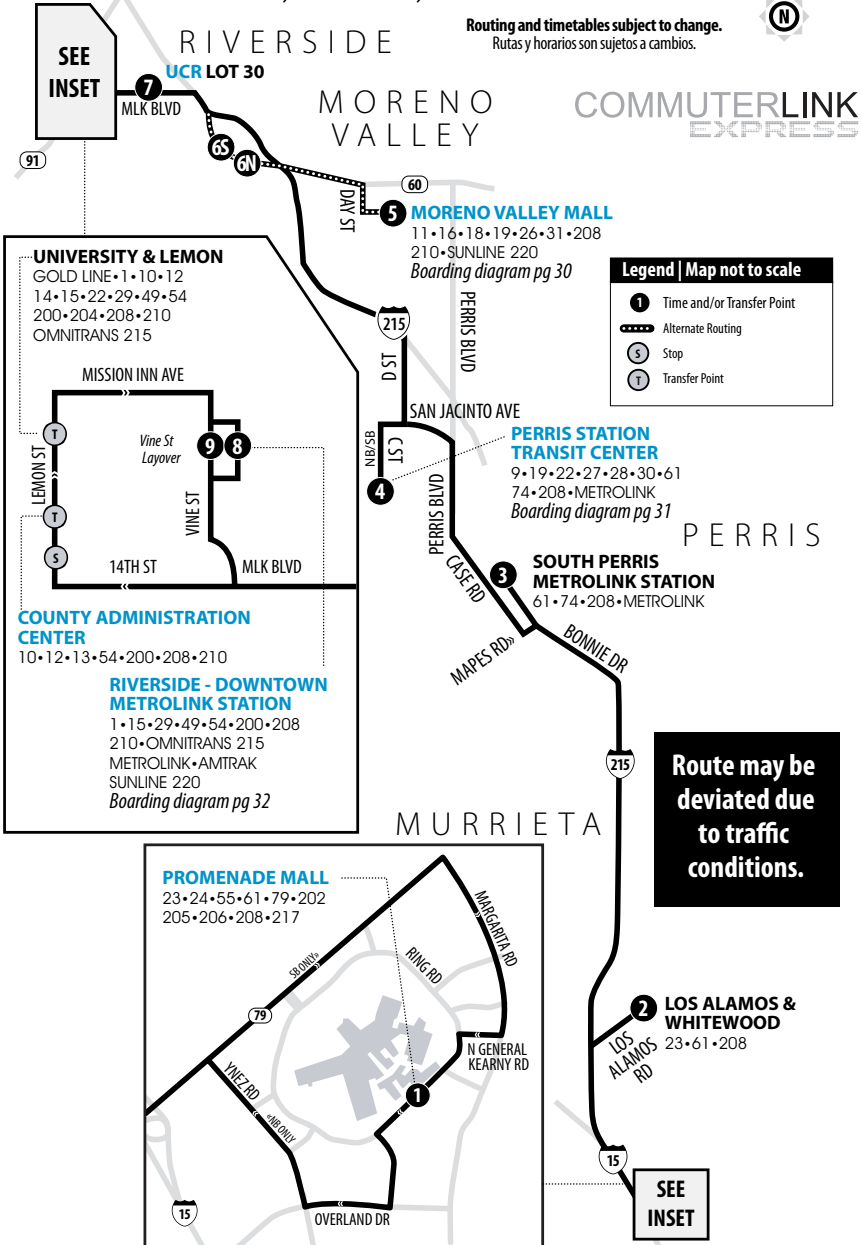 Routing and timetables subject to change.
Rutas y horarios son sujetos a cambios.
N
COMMUTERLINK
EXPRESS
RIVERSIDE
SEE
INSET
7
UCR LOT 30
MLK BLVD
MORENO
VALLEY
91
6S
6N
60
DAY ST
5
MORENO VALLEY MALL
11•16•18•19•26•31•208
210•SUNLINE 220
Boarding diagram pg 30
Legend | Map not to scale
1 Time and/or Transfer Point
Alternate Routing
S Stop
T Transfer Point
UNIVERSITY & LEMON
GOLD LINE•1•10•12
14•15•22•29•49•54
200•204•208•210
OMNITRANS 215
MISSION INN AVE
T
LEMON ST
Vine St
Layover
9
8
VINE ST
T
S
14TH ST
MLK BLVD
COUNTY ADMINISTRATION
CENTER
10•12•13•54•200•208•210
RIVERSIDE - DOWNTOWN
METROLINK STATION
1•15•29•49•54•200•208
210•OMNITRANS 215
METROLINK•AMTRAK
SUNLINE 220
Boarding diagram pg 32
215
D ST
PERRIS BLVD
SAN JACINTO AVE
NB/SB
C ST
4
PERRIS STATION
TRANSIT CENTER
9•19•22•27•28•30•61
74•208•METROLINK
Boarding diagram pg 31
PERRIS
PERRIS BLVD
CASE RD
3
SOUTH PERRIS
METROLINK STATION
61•74•208•METROLINK
MAPES RD»
BONNIE DR
215
Route may be
deviated due
to traffic
conditions.
MURRIETA
PROMENADE MALL
23•24•55•61•79•202
205•206•208•217
MARGARITA RD
RING RD
SB ONLY»
79
N GENERAL
KEARNY RD
1
YNEZ RD
«NB ONLY
15
OVERLAND DR
2
LOS ALAMOS &
WHITEWOOD
23•61•208
LOS
ALAMOS
RD
15
SEE
INSET